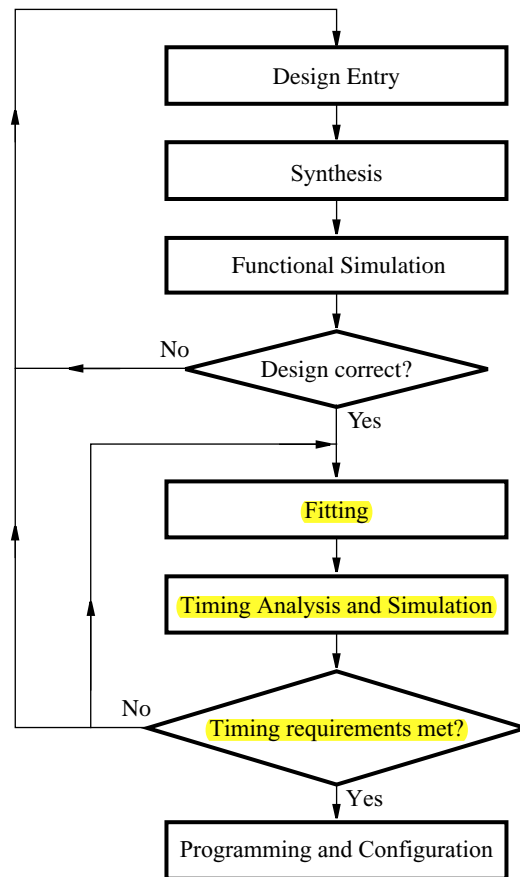 Design Entry
Synthesis
Functional Simulation
No
Design correct?
Yes
Fitting
Timing Analysis and Simulation
No
Timing requirements met?
Yes
Programming and Configuration